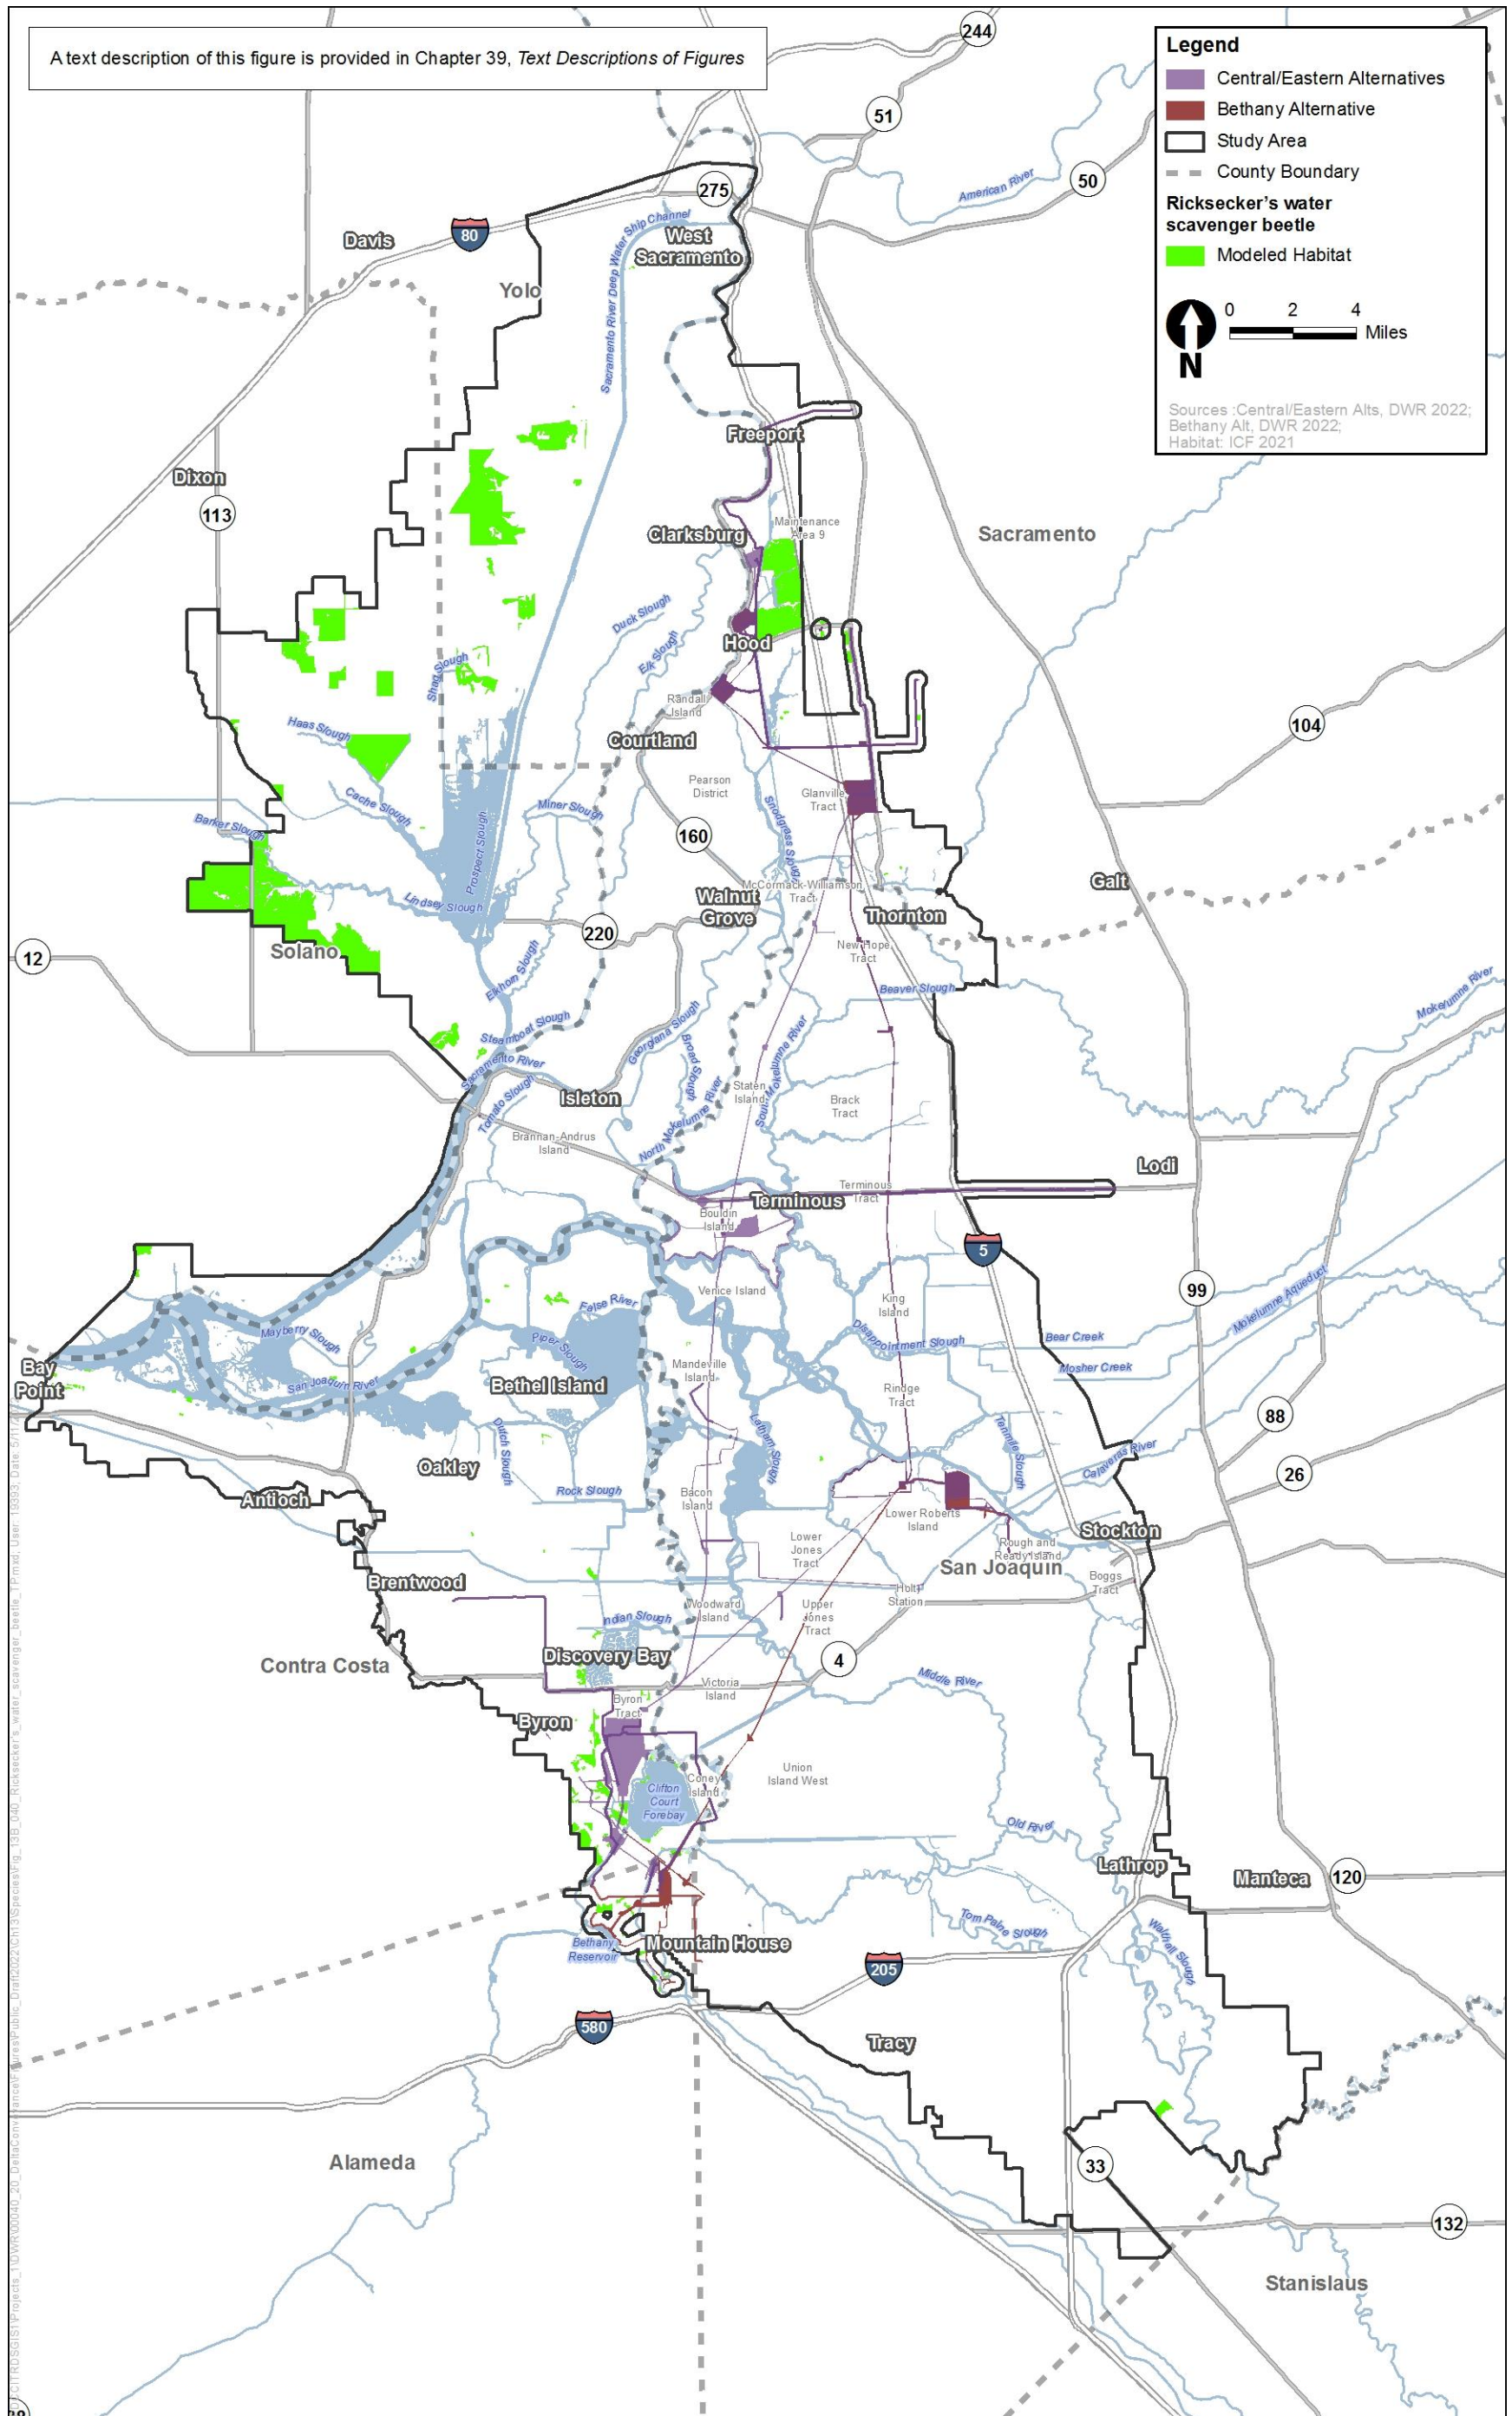 A text description of this figure is provided in Chapter 39, Text Descriptions of Figures
Legend
Central/Eastern Alternatives
Bethany Alternative
Study Area
County Boundary
Ricksecker's water
scavenger beetle
Modeled Habitat
0 2 4
Miles
N
Sources :Central/Eastern Alts, DWR 2022;
Bethany Alt, DWR 2022;
Habitat: ICF 2021
244
51
50
American River
275
80
Davis
West
Sacramento
Sacramento River Deep Water Ship Channel
Yolo
Freeport
Dixon
113
Clarksburg
Maintenance
Area 9
Sacramento
Duck Slough
Elk Slough
Hood
Shag Slough
Randall
Island
Haas Slough
Courtland
104
Pearson
District
Glanville
Tract
Cache Slough
Miner Slough
Barker Slough
Prospect Slough
Snodgrass Slough
160
Galt
McCormack-Williamson
Tract
Walnut
Grove
Lindsey Slough
Thornton
220
Solano
12
New Hope
Tract
Elkhorn Slough
Beaver Slough
Mokelumne River
Steamboat Slough
Georgiana Slough
Broad Slough
Sacramento River
Tomato Slough
South Mokelumne River
Staten
Island
Isleton
Brack
Tract
North Mokelumne River
Brannan-Andrus
Island
Lodi
Terminous
Terminous
Tract
Bouldin
Island
5
99
Venice Island
King
Island
Mokelumne Aqueduct
False River
Mayberry Slough
Disappointment Slough
Bear Creek
Piper Slough
Mosher Creek
Bay
Point
Mandeville
Island
San Joaquin River
Bethel Island
Rindge
Tract
88
Dutch Slough
Latham Slough
Tenmile Slough
Calaveras River
Oakley
26
Antioch
Rock Slough
Bacon
Island
Lower Roberts
Island
Stockton
Lower
Jones
Tract
Rough and
Ready Island
San Joaquin
Brentwood
Boggs
Tract
Holt
Station
Woodward
Island
Upper
Jones
Tract
Indian Slough
Discovery Bay
Contra Costa
4
Middle River
Victoria
Island
Byron
Tract
Byron
Union
Island West
Coney
Island
Clifton
Court
Forebay
Old River
Lathrop
Manteca
120
Tom Paine Slough
Walthall Slough
Bethany
Reservoir
Mountain House
205
580
Tracy
Alameda
33
132
Stanislaus